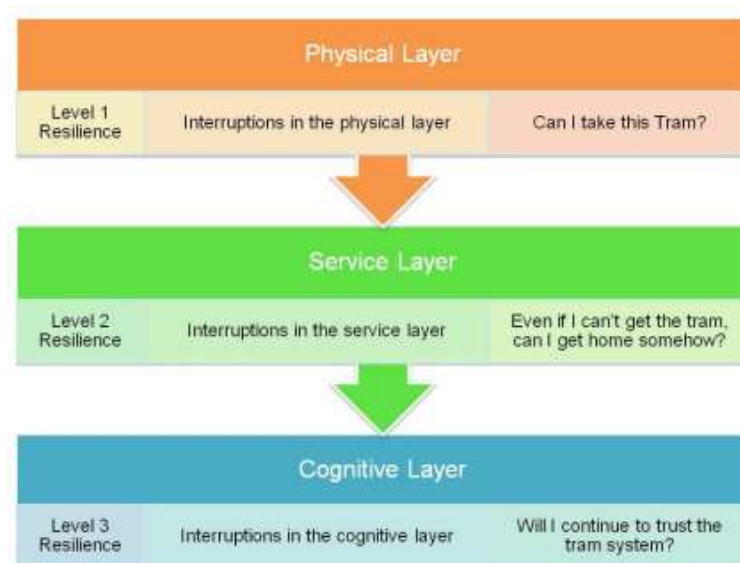 Physical Layer
Level 1
Resilience
Interruptions in the physical layer
Can I take this Tram?
Service Layer
Level 2
Resilience
Interruptions in the service layer
Even if I can't get the tram,
can I get home somehow?
Cognitive Layer
Level 3
Resilience
Interruptions in the cognitive layer
Will I continue to trust the
tram system?